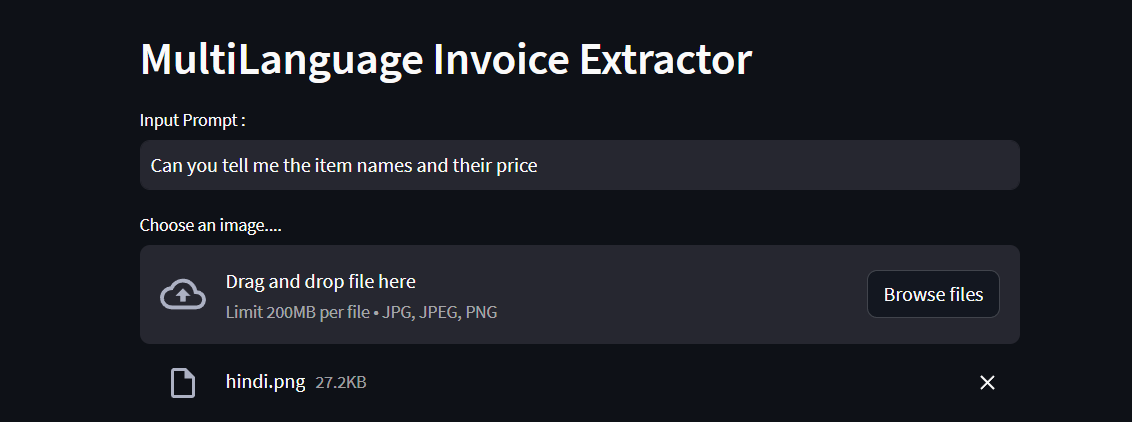 MultiLanguage Invoice Extractor
Input Prompt :
Can you tell me the item names and their price
Choose an image....
Drag and drop file here
Limit 200MB per file • JPG, JPEG, PNG
Browse files
hindi.png 27.2KB